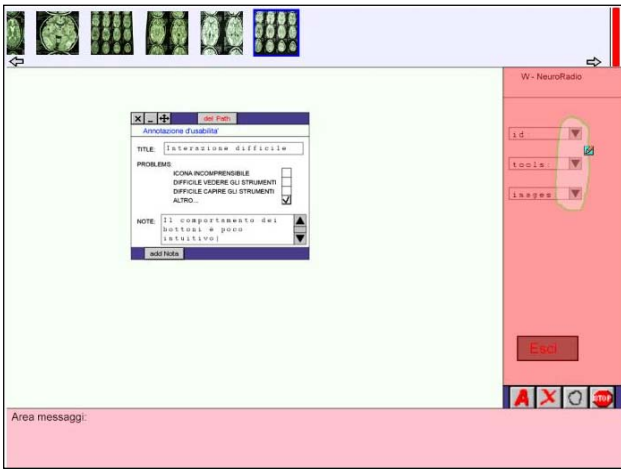 W - NeuroRadio
del Path
Annotazione d'usabilita'
TITLE: Interazione difficile
PROBLEMS:
ICONA INCOMPRENSIBILE
DIFFICILE VEDERE GLI STRUMENTI
DIFFICILE CAPIRE GLI STRUMENTI
ALTRO...
NOTE: Il comportamento dei
bottoni è poco
intuitivo|
add Nota
id:
tools:
images:
Esci
A X STOP
Area messaggi: